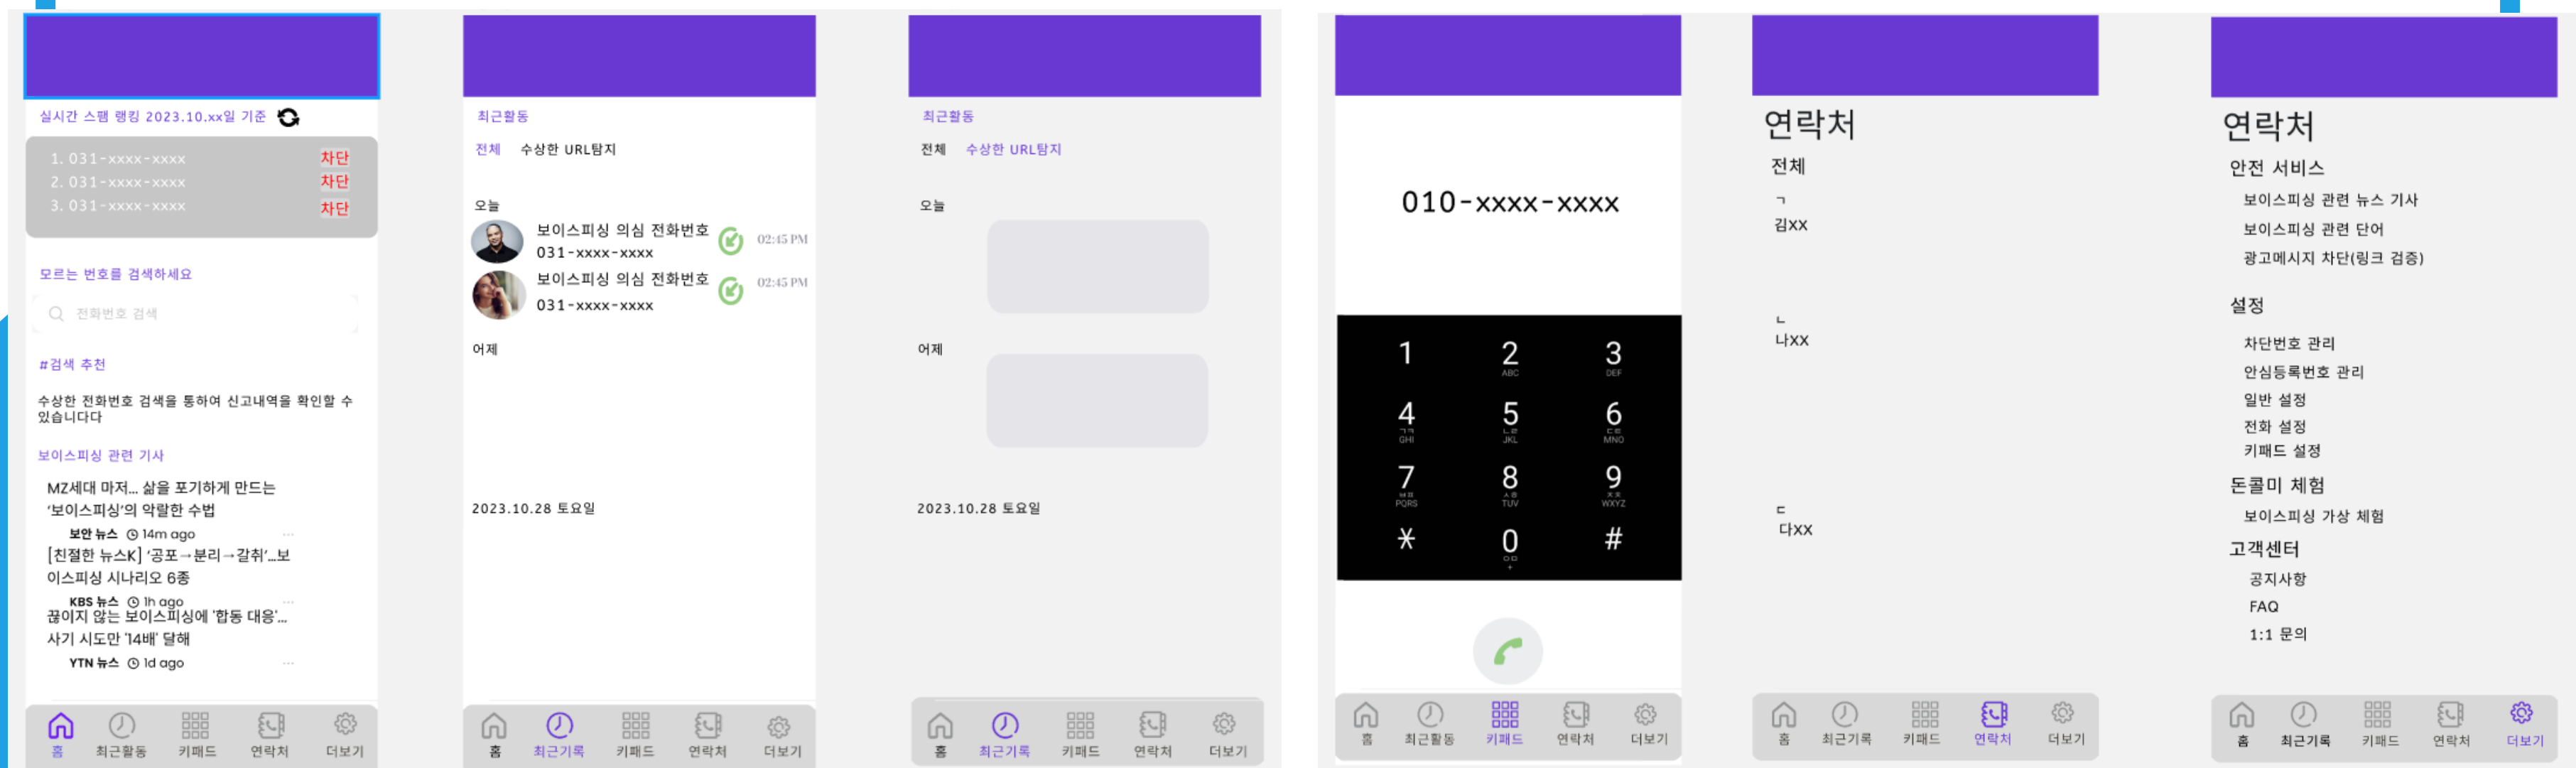 실시간 스팸 랭킹 2023.10.xx일 기준
1. 031-xxxx-xxxx 차단
2. 031-xxxx-xxxx 차단
3. 031-xxxx-xxxx 차단
모르는 번호를 검색하세요
전화번호 검색
#검색 추천
수상한 전화번호 검색을 통하여 신고내역을 확인할 수
있습니다다
보이스피싱 관련 기사
MZ세대 마저... 삶을 포기하게 만드는
‘보이스피싱’의 악랄한 수법
보안 뉴스 14m ago ...
[친절한 뉴스K] ‘공포→분리→갈취’...보
이스피싱 시나리오 6종
KBS 뉴스 1h ago ...
끊이지 않는 보이스피싱에 '합동 대응'...
사기 시도만 '14배' 달해
YTN 뉴스 1d ago ...
홈 최근활동 키패드 연락처 더보기
최근활동
전체 수상한 URL탐지
오늘
보이스피싱 의심 전화번호
031-xxxx-xxxx 02:45 PM
보이스피싱 의심 전화번호
031-xxxx-xxxx 02:45 PM
어제
2023.10.28 토요일
홈 최근기록 키패드 연락처 더보기
최근활동
전체 수상한 URL탐지
오늘
어제
2023.10.28 토요일
홈 최근기록 키패드 연락처 더보기
010-xxxx-xxxx
1 2 3
ABC DEF
4 5 6
ㄱㅋ ㄴㄹ ㄷㅌ
GHI JKL MNO
7 8 9
ㅂㅍ ㅅㅎ ㅈㅊ
PQRS TUV WXYZ
* 0 #
ㅇㅁ
+
홈 최근활동 키패드 연락처 더보기
연락처
전체
ㄱ
김XX
ㄴ
나XX
ㄷ
다XX
홈 최근기록 키패드 연락처 더보기
연락처
안전 서비스
보이스피싱 관련 뉴스 기사
보이스피싱 관련 단어
광고메시지 차단(링크 검증)
설정
차단번호 관리
안심등록번호 관리
일반 설정
전화 설정
키패드 설정
돈콜미 체험
보이스피싱 가상 체험
고객센터
공지사항
FAQ
1:1 문의
홈 최근기록 키패드 연락처 더보기